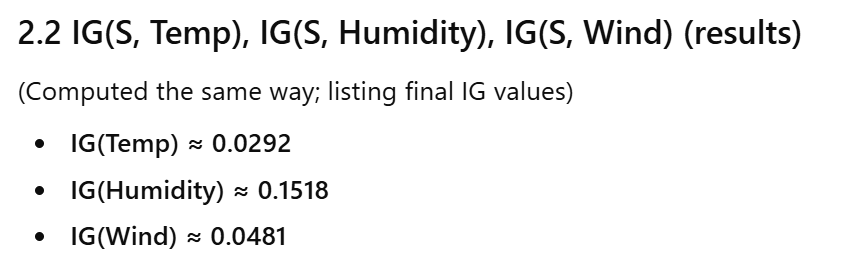 2.2 IG(S, Temp), IG(S, Humidity), IG(S, Wind) (results)
(Computed the same way; listing final IG values)
• IG(Temp) ≈ 0.0292
• IG(Humidity) ≈ 0.1518
• IG(Wind) ≈ 0.0481